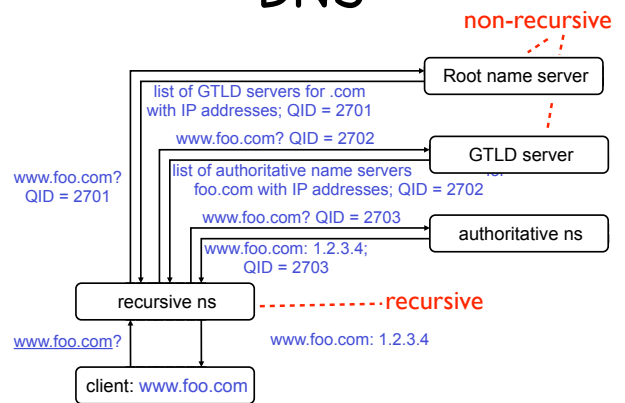 DNS
non-recursive
Root name server
list of GTLD servers for .com
with IP addresses; QID = 2701
www.foo.com? QID = 2702
GTLD server
www.foo.com?
QID = 2701
list of authoritative name servers
foo.com with IP addresses; QID = 2702
www.foo.com? QID = 2703
authoritative ns
www.foo.com: 1.2.3.4;
QID = 2703
recursive ns
recursive
www.foo.com?
www.foo.com: 1.2.3.4
client: www.foo.com